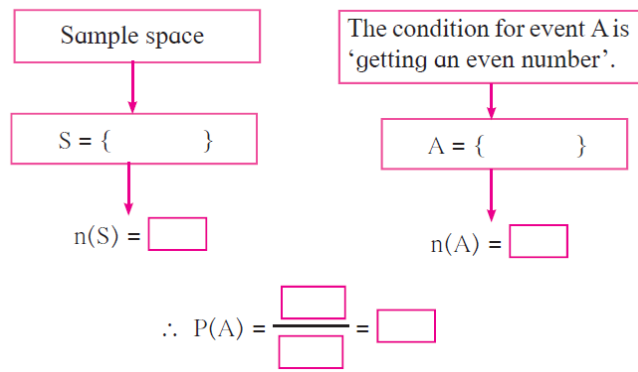 Sample space
The condition for event A is
‘getting an even number’.
S = {          }
A = {          }
n(S) =
n(A) =
∴ P(A) = =